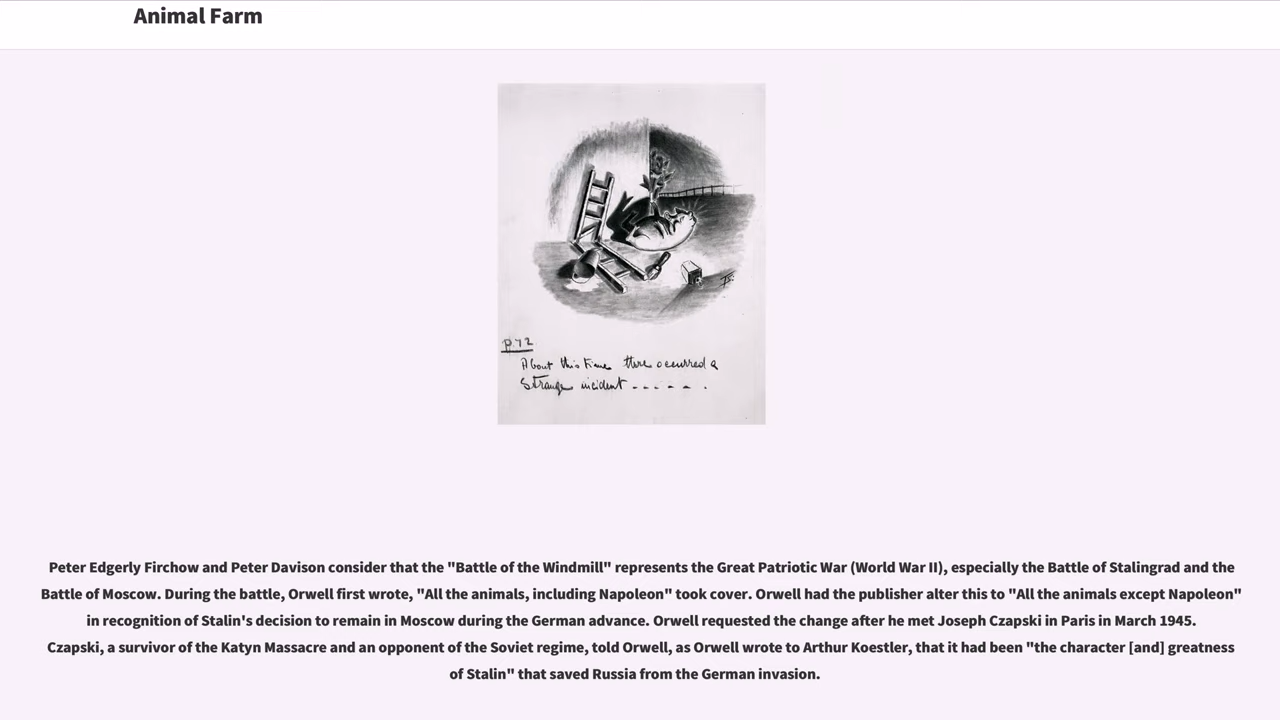 Animal Farm
p.72
About this time there occurred a
Strange incident - - - - - .
Peter Edgerly Firchow and Peter Davison consider that the "Battle of the Windmill" represents the Great Patriotic War (World War II), especially the Battle of Stalingrad and the
Battle of Moscow. During the battle, Orwell first wrote, "All the animals, including Napoleon" took cover. Orwell had the publisher alter this to "All the animals except Napoleon"
in recognition of Stalin's decision to remain in Moscow during the German advance. Orwell requested the change after he met Joseph Czapski in Paris in March 1945.
Czapski, a survivor of the Katyn Massacre and an opponent of the Soviet regime, told Orwell, as Orwell wrote to Arthur Koestler, that it had been "the character [and] greatness
of Stalin" that saved Russia from the German invasion.